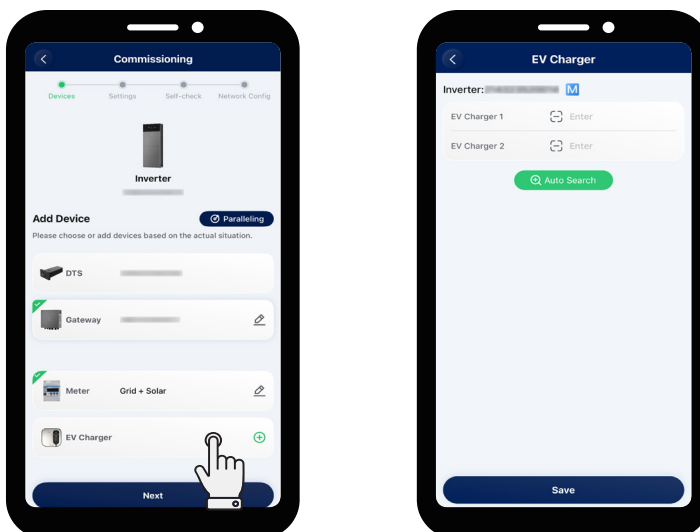 Commissioning
Devices Settings Self-check Network Config
Inverter
Add Device Paralleling
Please choose or add devices based on the actual situation.
DTS
Gateway
Meter Grid + Solar
EV Charger
Next
EV Charger
Inverter: M
EV Charger 1 Enter
EV Charger 2 Enter
Auto Search
Save